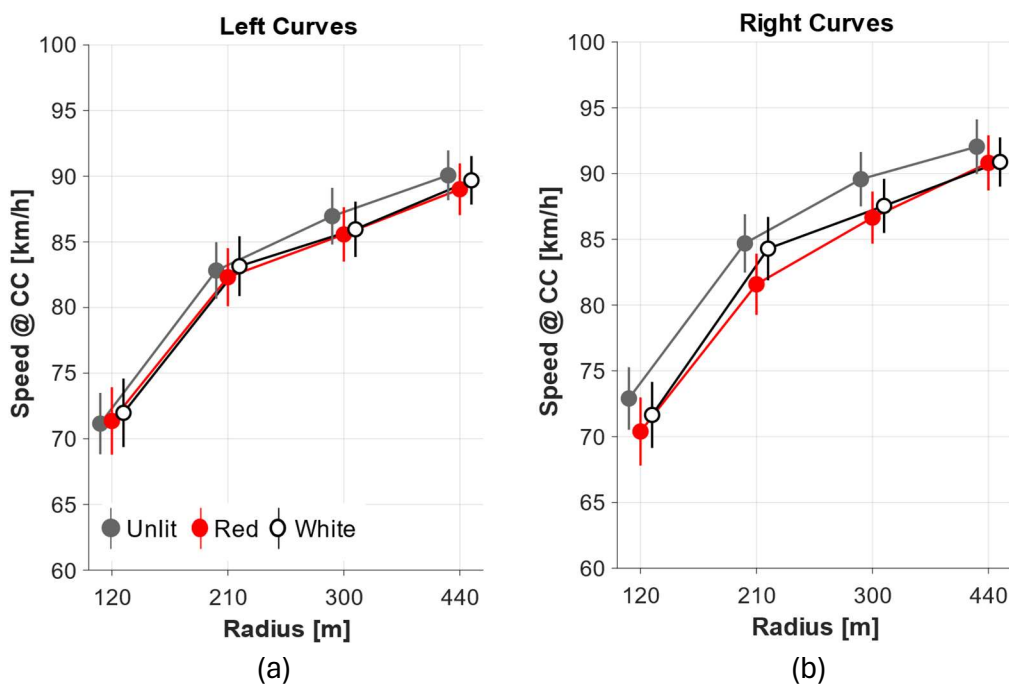 Left Curves
100
95
90
85
80
75
70
65
60
Speed @ CC [km/h]
Unlit Red White
120 210 300 440
Radius [m]
(a)
Right Curves
100
95
90
85
80
75
70
65
60
Speed @ CC [km/h]
120 210 300 440
Radius [m]
(b)